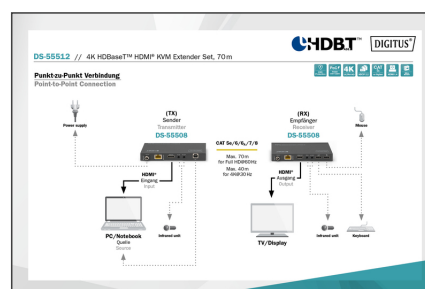 HDBT™
DIGITUS®
DS-55512 // 4K HDBaseT™ HDMI® KVM Extender Set, 70m
4K
CAT
Punkt-zu-Punkt Verbindung
Point-to-Point Connection
(TX)
Sender
Transmitter
DS-55508
(RX)
Empfänger
Receiver
DS-55508
Power supply
Mouse
CAT 5e/6/6A/7/8
Max. 70m
for Full HD@60Hz
Max. 40m
for 4K@30 Hz
HDMI®
Eingang
Input
HDMI®
Ausgang
Output
PC/Notebook
Quelle
Source
Infrared unit
TV/Display
Infrared unit
Keyboard